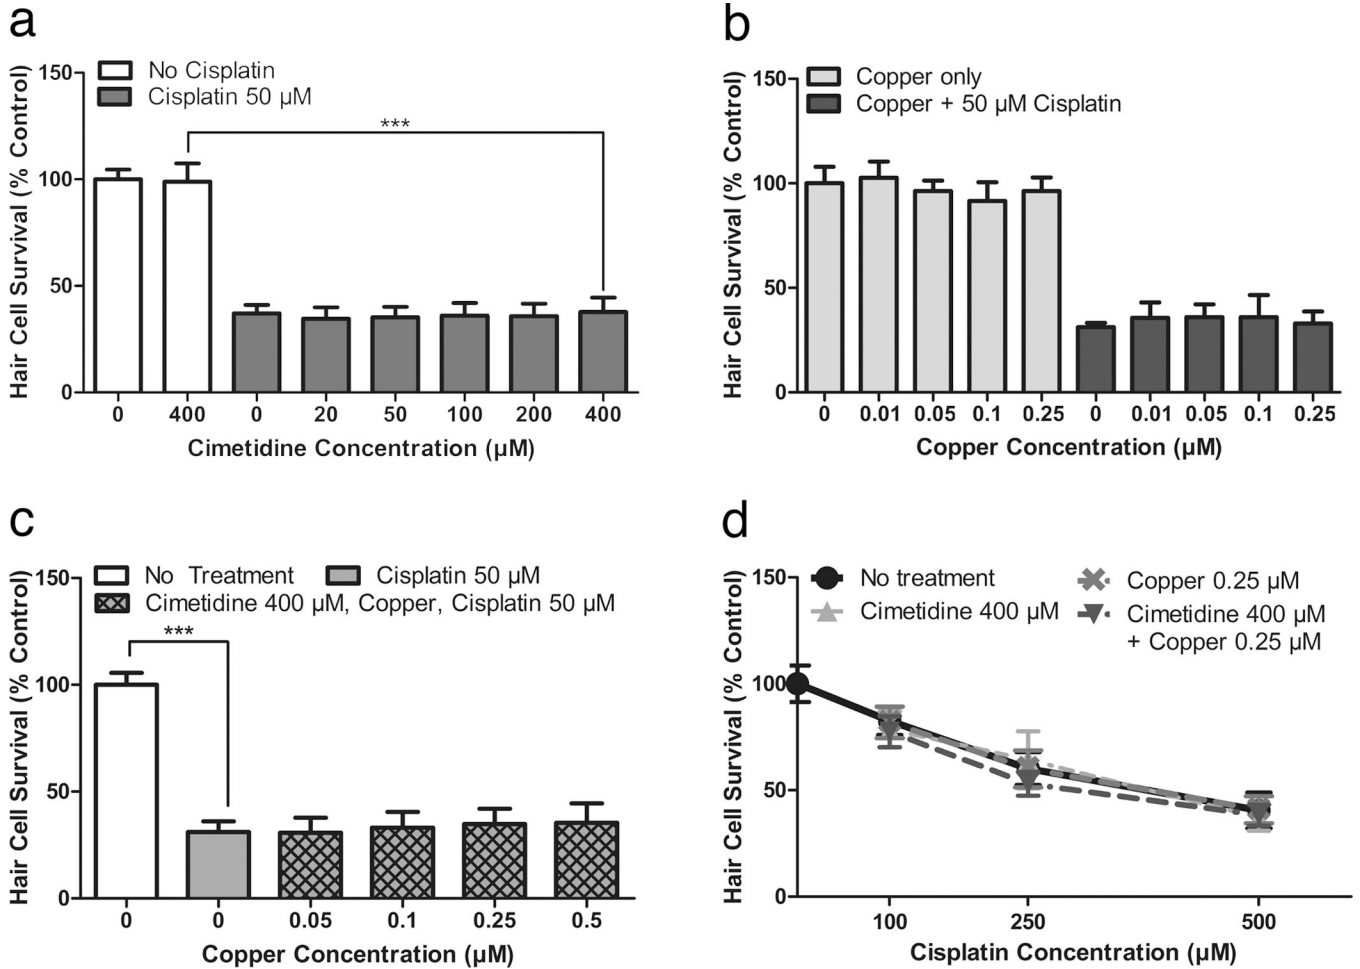 a
Hair Cell Survival (% Control)
150
100
50
0
No Cisplatin
Cisplatin 50 µM
***
0 400 0 20 50 100 200 400
Cimetidine Concentration (µM)
b
Hair Cell Survival (% Control)
150
100
50
0
Copper only
Copper + 50 µM Cisplatin
0 0.01 0.05 0.1 0.25 0 0.01 0.05 0.1 0.25
Copper Concentration (µM)
c
Hair Cell Survival (% Control)
150
100
50
0
No Treatment Cisplatin 50 µM
Cimetidine 400 µM, Copper, Cisplatin 50 µM
***
0 0 0.05 0.1 0.25 0.5
Copper Concentration (µM)
d
Hair Cell Survival (% Control)
150
100
50
0
No treatment
Cimetidine 400 µM
Copper 0.25 µM
Cimetidine 400 µM
+ Copper 0.25 µM
100 250 500
Cisplatin Concentration (µM)